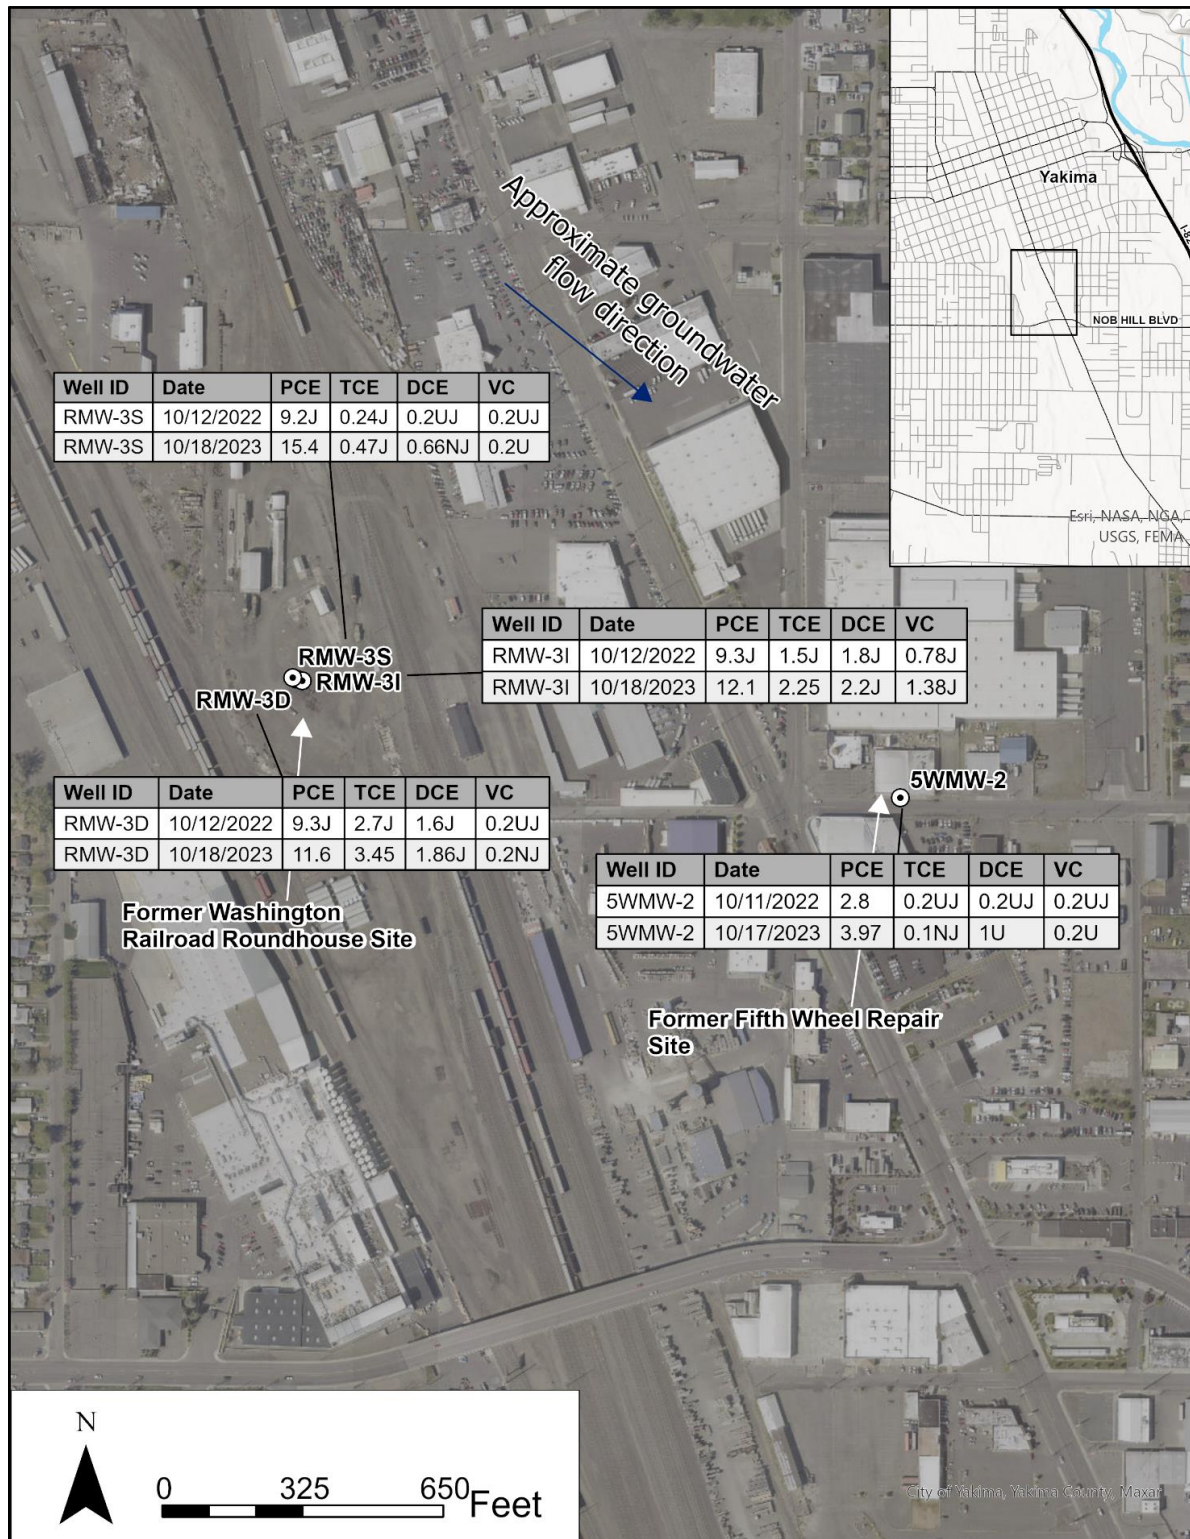 Yakima
I-82
NOB HILL BLVD
Esri, NASA, NGA,
USGS, FEMA
Approximate groundwater
flow direction
Well ID Date PCE TCE DCE VC
RMW-3S 10/12/2022 9.2J 0.24J 0.2UJ 0.2UJ
RMW-3S 10/18/2023 15.4 0.47J 0.66NJ 0.2U
Well ID Date PCE TCE DCE VC
RMW-3I 10/12/2022 9.3J 1.5J 1.8J 0.78J
RMW-3I 10/18/2023 12.1 2.25 2.2J 1.38J
RMW-3S
RMW-3I
RMW-3D
Well ID Date PCE TCE DCE VC
RMW-3D 10/12/2022 9.3J 2.7J 1.6J 0.2UJ
RMW-3D 10/18/2023 11.6 3.45 1.86J 0.2NJ
5WMW-2
Well ID Date PCE TCE DCE VC
5WMW-2 10/11/2022 2.8 0.2UJ 0.2UJ 0.2UJ
5WMW-2 10/17/2023 3.97 0.1NJ 1U 0.2U
Former Washington
Railroad Roundhouse Site
Former Fifth Wheel Repair
Site
N
0 325 650 Feet
City of Yakima, Yakima County, Maxar